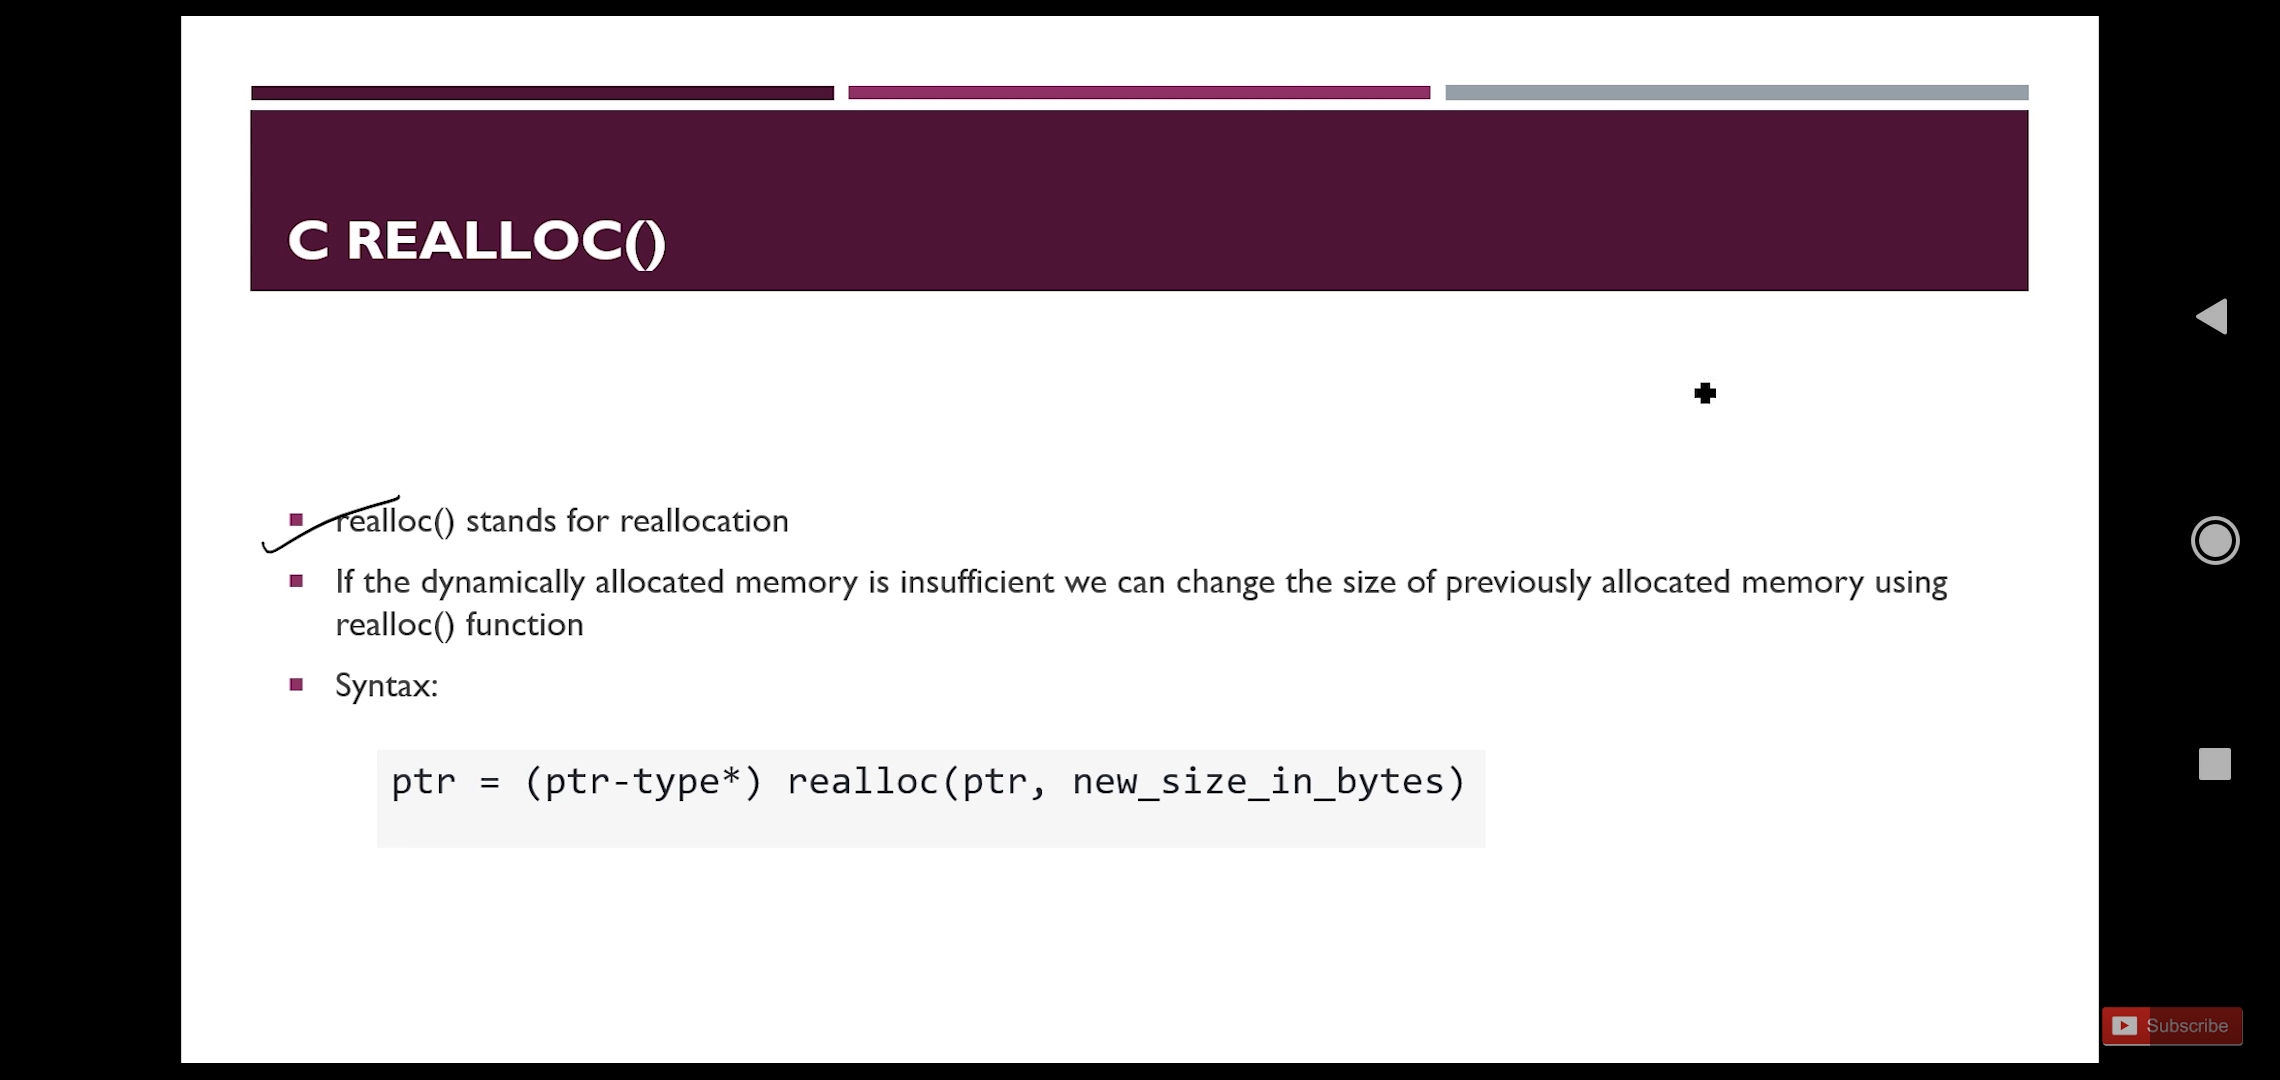 C REALLOC()
realloc() stands for reallocation
If the dynamically allocated memory is insufficient we can change the size of previously allocated memory using
realloc() function
Syntax:
ptr = (ptr-type*) realloc(ptr, new_size_in_bytes)
Subscribe